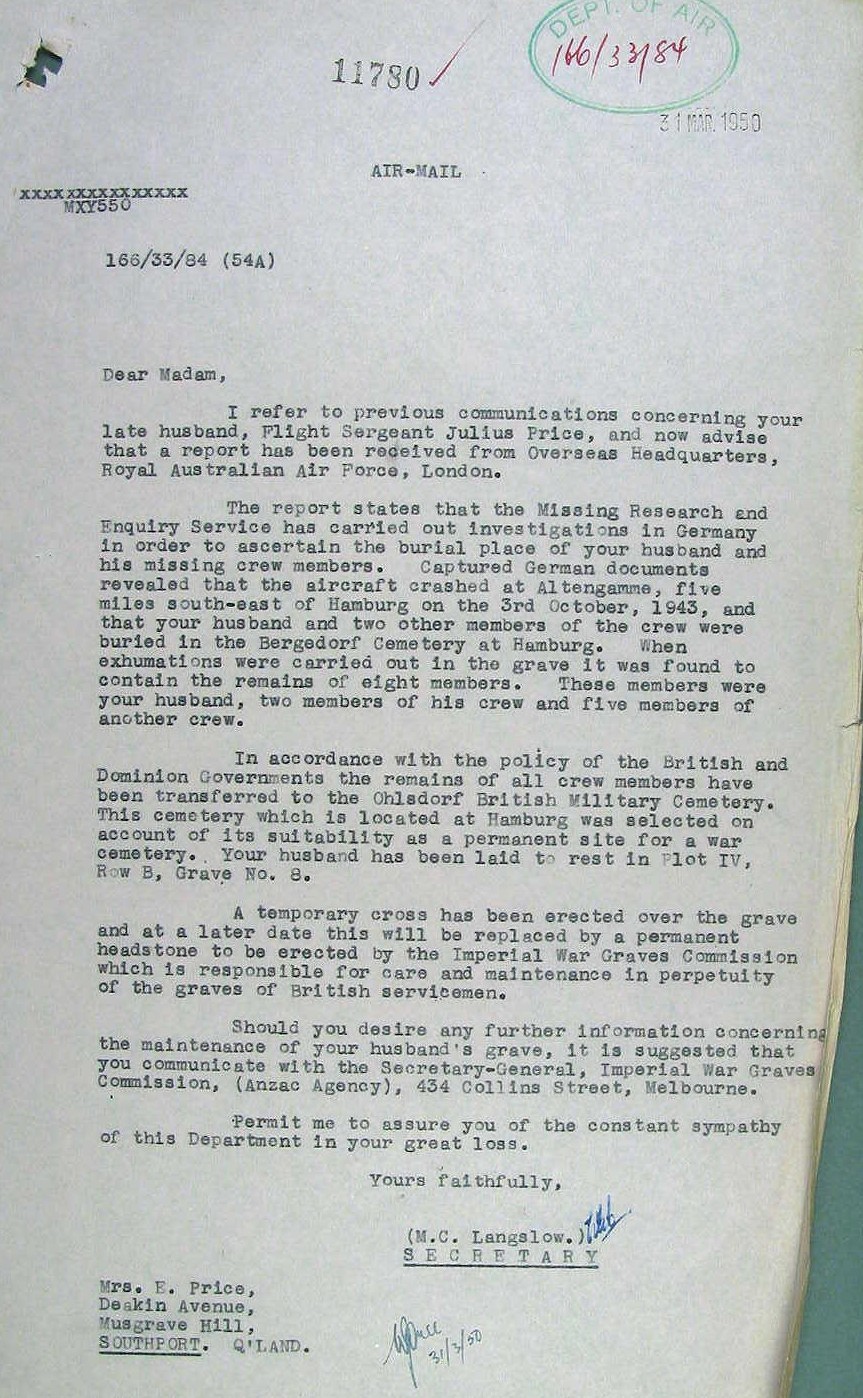 DEPT. OF AIR
166/33/84
11780
31 MAR. 1950
AIR-MAIL
xxxxxxxxxxxxxxx
MXY550
166/33/84 (54A)
Dear Madam,
I refer to previous communications concerning your
late husband, Flight Sergeant Julius Price, and now advise
that a report has been received from Overseas Headquarters,
Royal Australian Air Force, London.
The report states that the Missing Research and
Enquiry Service has carried out investigations in Germany
in order to ascertain the burial place of your husband and
his missing crew members. Captured German documents
revealed that the aircraft crashed at Altengamme, five
miles south-east of Hamburg on the 3rd October, 1943, and
that your husband and two other members of the crew were
buried in the Bergedorf Cemetery at Hamburg. When
exhumations were carried out in the grave it was found to
contain the remains of eight members. These members were
your husband, two members of his crew and five members of
another crew.
In accordance with the policy of the British and
Dominion Governments the remains of all crew members have
been transferred to the Ohlsdorf British Military Cemetery.
This cemetery which is located at Hamburg was selected on
account of its suitability as a permanent site for a war
cemetery. Your husband has been laid to rest in Plot IV,
Row B, Grave No. 8.
A temporary cross has been erected over the grave
and at a later date this will be replaced by a permanent
headstone to be erected by the Imperial War Graves Commission
which is responsible for care and maintenance in perpetuity
of the graves of British servicemen.
Should you desire any further information concerning
the maintenance of your husband's grave, it is suggested that
you communicate with the Secretary-General, Imperial War Graves
Commission, (Anzac Agency), 434 Collins Street, Melbourne.
Permit me to assure you of the constant sympathy
of this Department in your great loss.
Yours faithfully,
(M.C. Langslow.)
SECRETARY
Mrs. E. Price,
Deakin Avenue,
Musgrave Hill,
SOUTHPORT. Q'LAND.
31/3/50